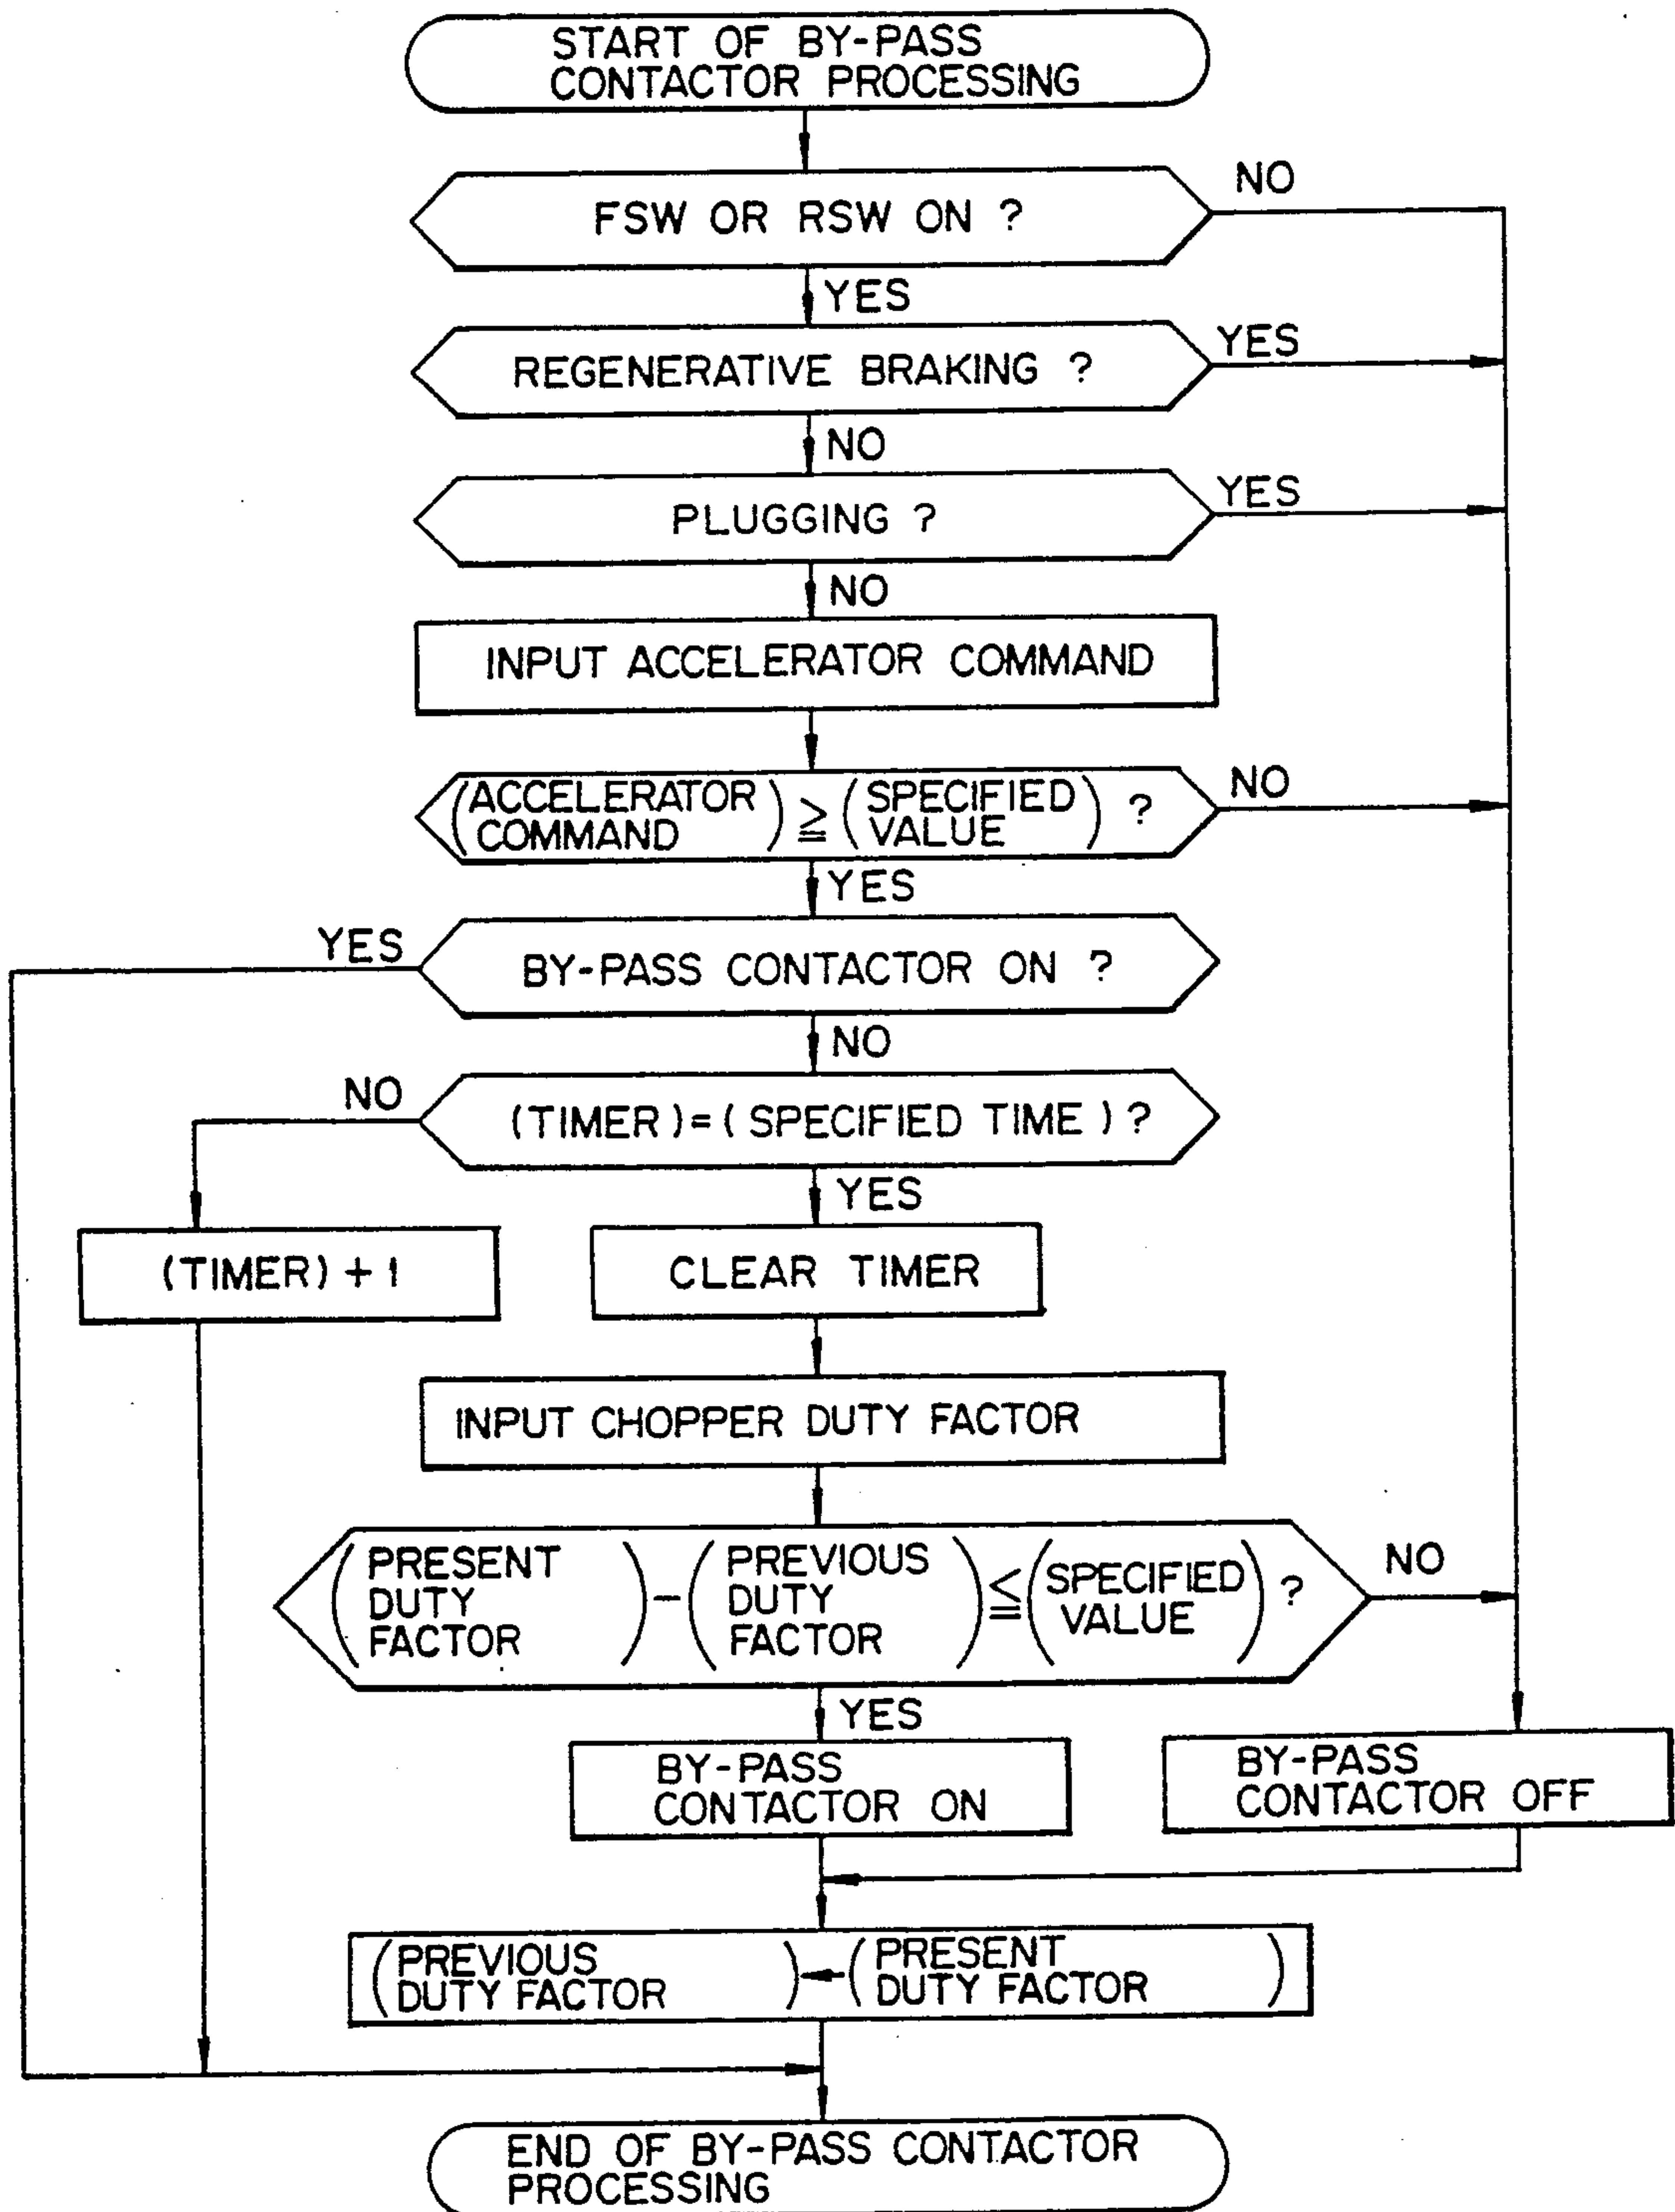 START OF BY-PASS
CONTACTOR PROCESSING
FSW OR RSW ON ?
NO
YES
REGENERATIVE BRAKING ?
YES
NO
PLUGGING ?
YES
NO
INPUT ACCELERATOR COMMAND
(ACCELERATOR COMMAND) ≧ (SPECIFIED VALUE) ?
NO
YES
BY-PASS CONTACTOR ON ?
YES
NO
(TIMER)=(SPECIFIED TIME) ?
NO
YES
(TIMER)+1
CLEAR TIMER
INPUT CHOPPER DUTY FACTOR
(PRESENT DUTY FACTOR)-(PREVIOUS DUTY FACTOR) ≦ (SPECIFIED VALUE) ?
NO
YES
BY-PASS
CONTACTOR ON
BY-PASS
CONTACTOR OFF
(PREVIOUS DUTY FACTOR)←(PRESENT DUTY FACTOR)
END OF BY-PASS CONTACTOR
PROCESSING